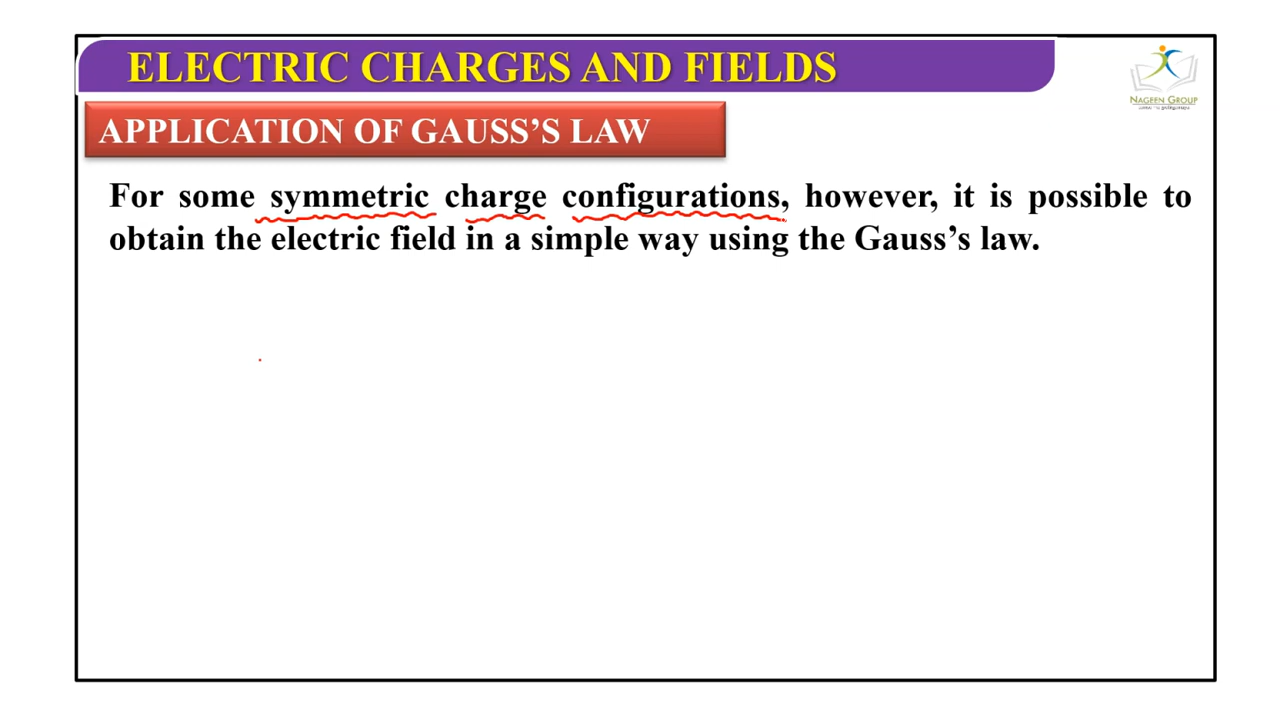 ELECTRIC CHARGES AND FIELDS
NAGEEN GROUP
APPLICATION OF GAUSS’S LAW
For some symmetric charge configurations, however, it is possible to
obtain the electric field in a simple way using the Gauss’s law.